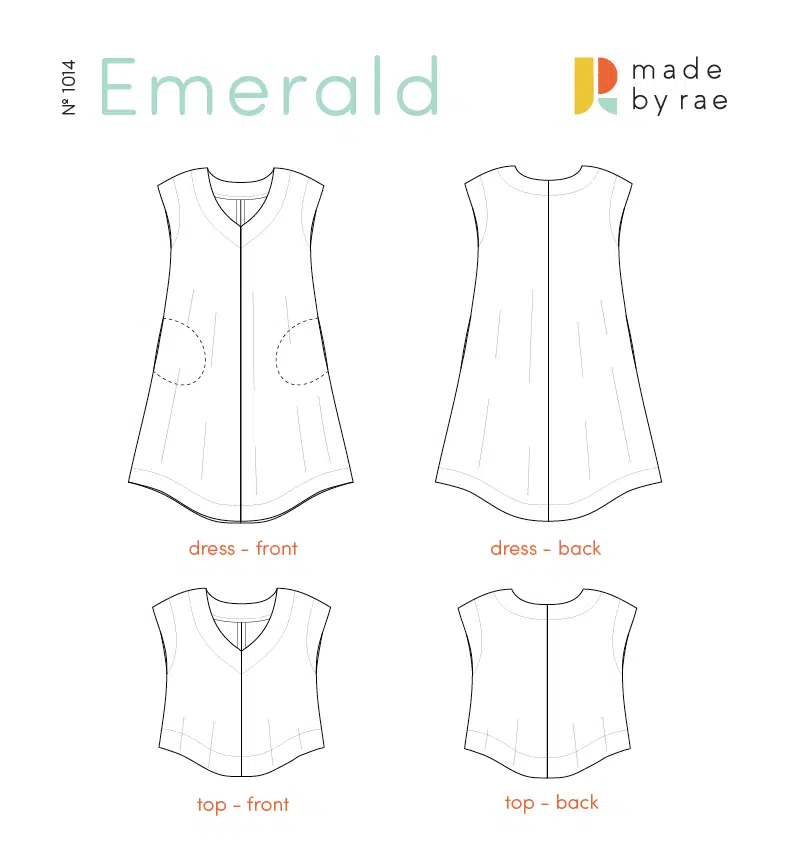 Nº 1014
Emerald
made
by rae
dress - front
dress - back
top - front
top - back